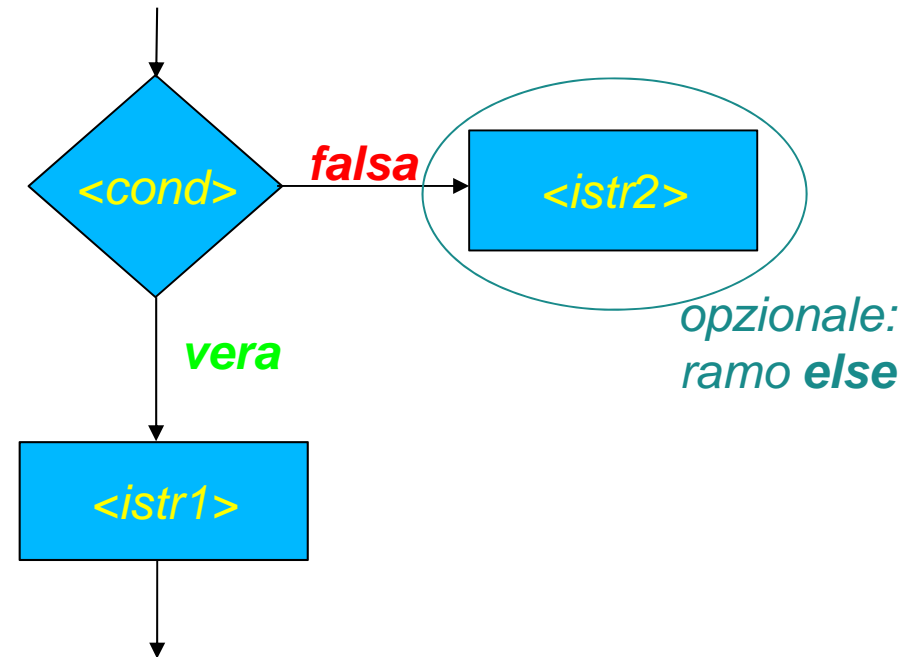 <cond>
falsa
<istr2>
opzionale:
ramo else
vera
<istr1>